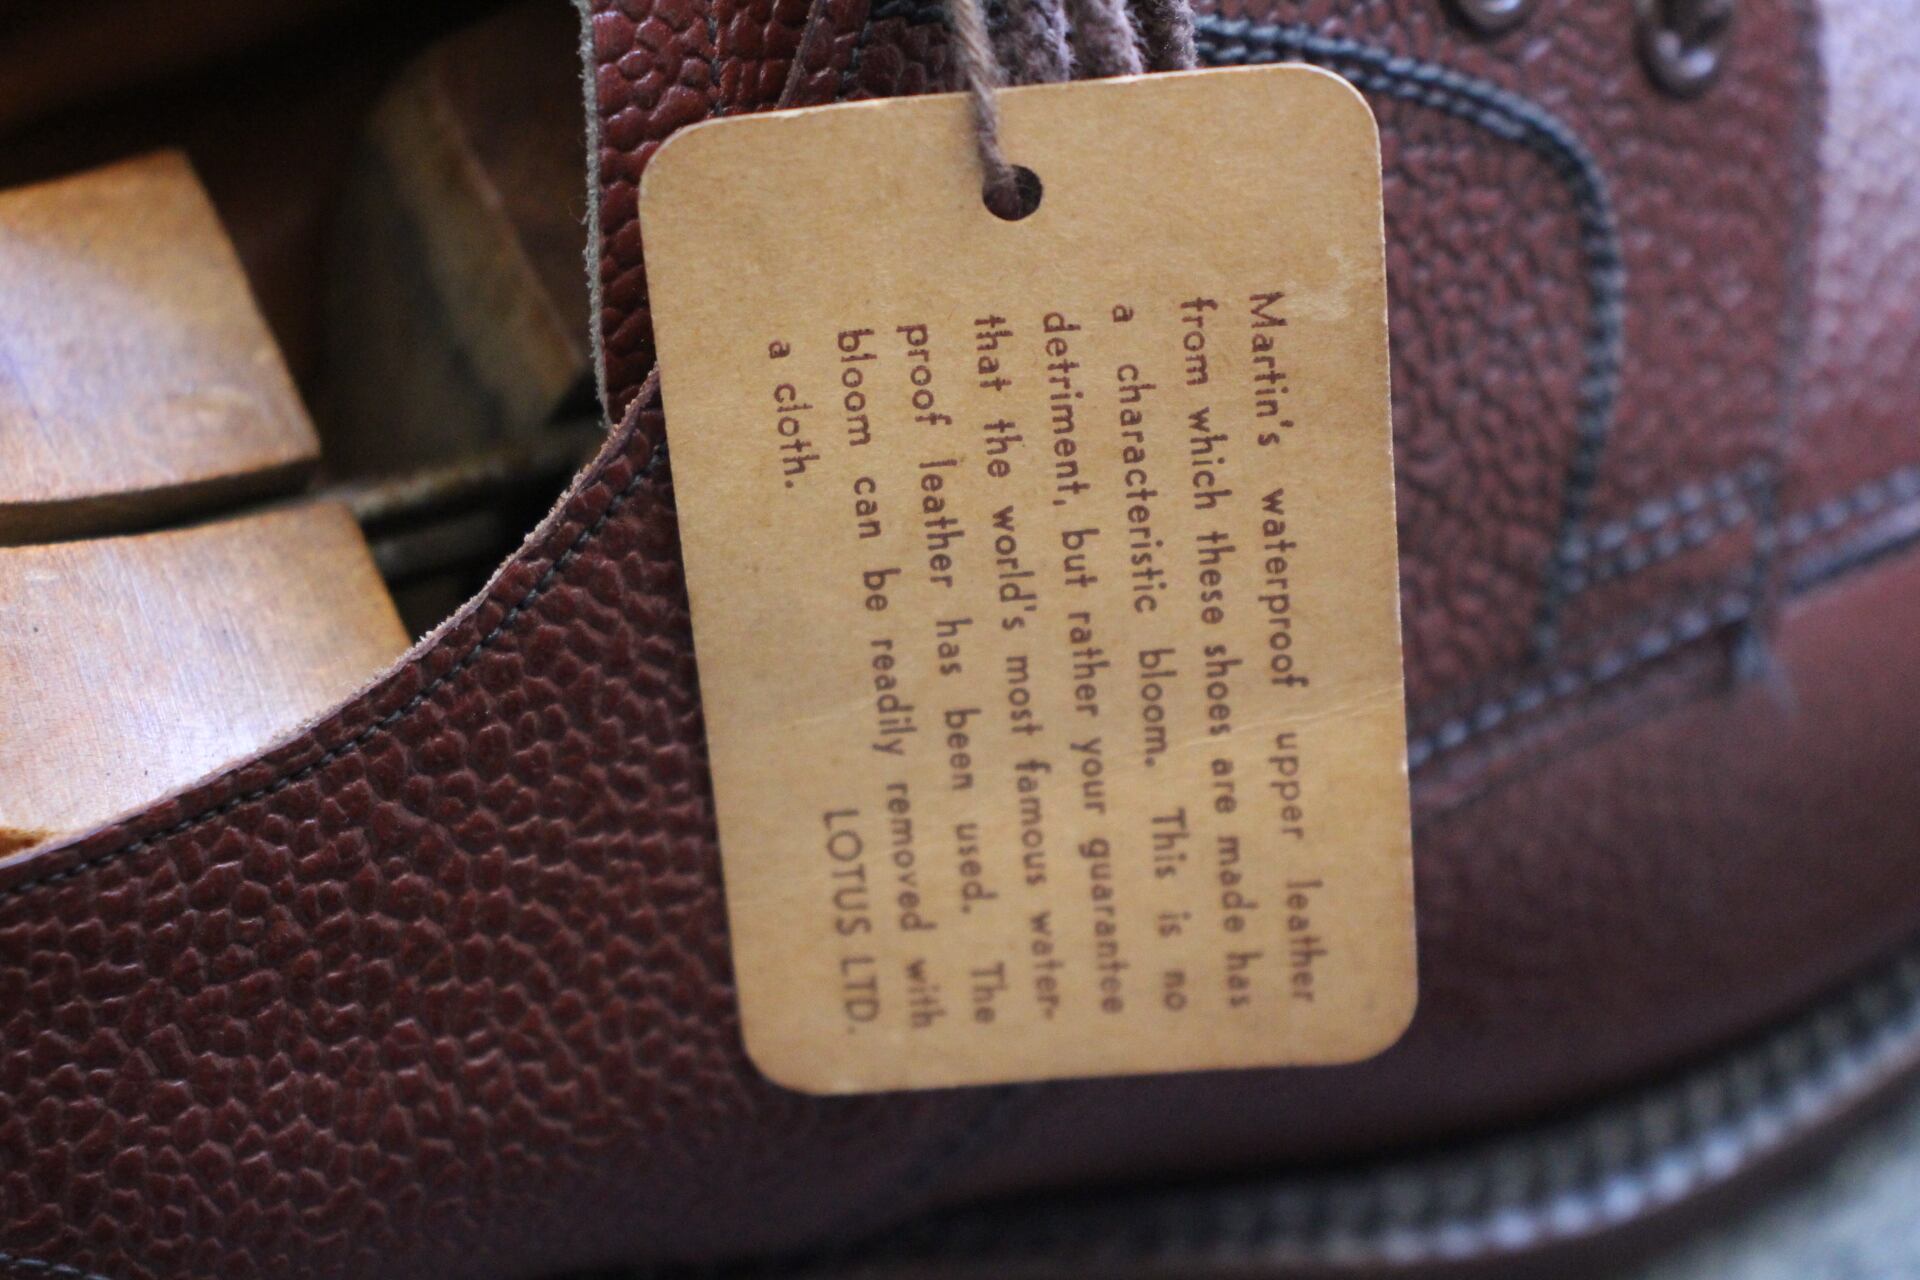 Martin's waterproof upper leather
from which these shoes are made has
a characteristic bloom. This is no
detriment, but rather your guarantee
that the world's most famous water-
proof leather has been used. The
bloom can be readily removed with
a cloth.
LOTUS LTD.